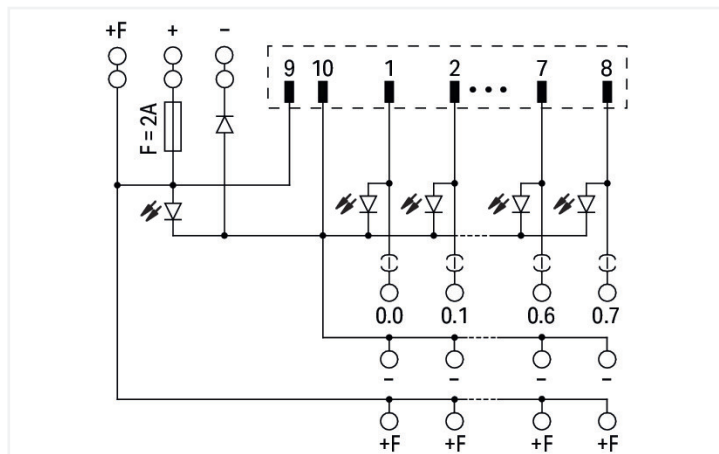 +F + −
9 10 1 2 ••• 7 8
F = 2A
0.0 0.1 0.6 0.7
− − − −
+F +F +F +F